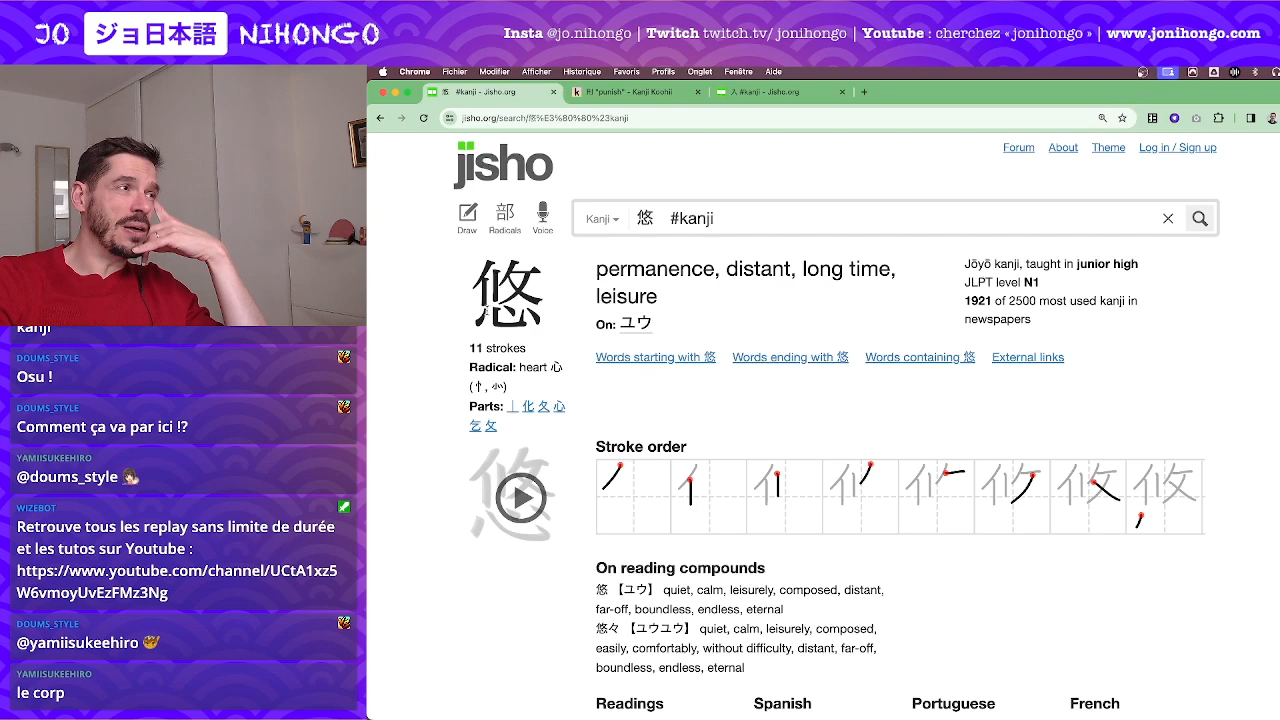 JO ジョ日本語 NIHONGO
Insta @jo.nihongo | Twitch twitch.tv/ jonihongo | Youtube : cherchez « jonihongo » | www.jonihongo.com
Chrome Fichier Modifier Afficher Historique Favoris Profils Onglet Fenêtre Aide
悠 #kanji - Jisho.org
刑 "punish" - Kanji Koohii
人 #kanji - Jisho.org
jisho.org/search/悠%E3%80%80%23kanji
jisho
Forum About Theme Log in / Sign up
Draw
部 Radicals
Voice
Kanji 悠 #kanji
悠
11 strokes
Radical: heart 心
(忄, ⺗)
Parts: ｜ 化 夂 心
乞 攵
permanence, distant, long time,
leisure
On: ユウ
Jōyō kanji, taught in junior high
JLPT level N1
1921 of 2500 most used kanji in
newspapers
Words starting with 悠 Words ending with 悠 Words containing 悠 External links
Stroke order
悠
On reading compounds
悠 【ユウ】 quiet, calm, leisurely, composed, distant,
far-off, boundless, endless, eternal
悠々 【ユウユウ】 quiet, calm, leisurely, composed,
easily, comfortably, without difficulty, distant, far-off,
boundless, endless, eternal
Readings Spanish Portuguese French
kanji
DOUMS_STYLE
Osu !
DOUMS_STYLE
Comment ça va par ici !?
YAMIISUKEEHIRO
@doums_style
WIZEBOT
Retrouve tous les replay sans limite de durée
et les tutos sur Youtube :
https://www.youtube.com/channel/UCtA1xz5
W6vmoyUvEzFMz3Ng
DOUMS_STYLE
@yamiisukeehiro
YAMIISUKEEHIRO
le corp